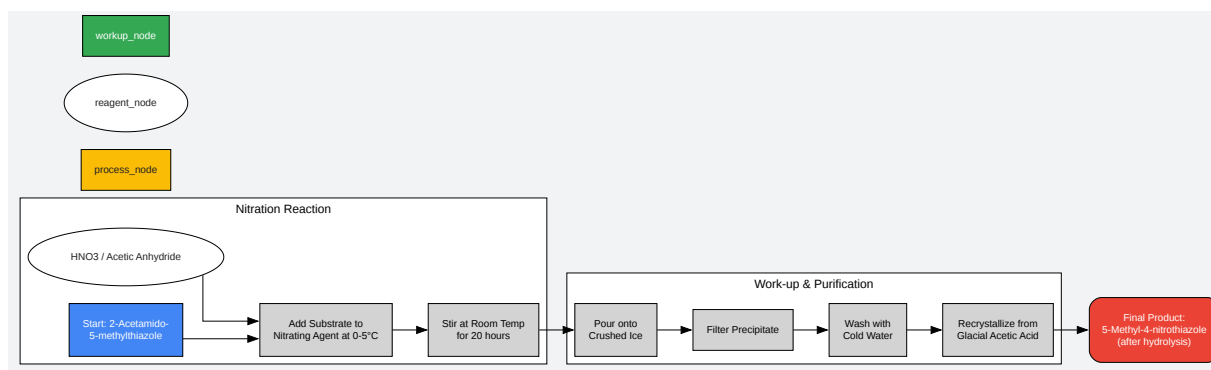 workup_node
reagent_node
process_node
Nitration Reaction
HNO3 / Acetic Anhydride
Start: 2-Acetamido-
5-methylthiazole
Add Substrate to
Nitrating Agent at 0-5°C
Stir at Room Temp
for 20 hours
Work-up & Purification
Pour onto
Crushed Ice
Filter Precipitate
Wash with
Cold Water
Recrystallize from
Glacial Acetic Acid
Final Product:
5-Methyl-4-nitrothiazole
(after hydrolysis)